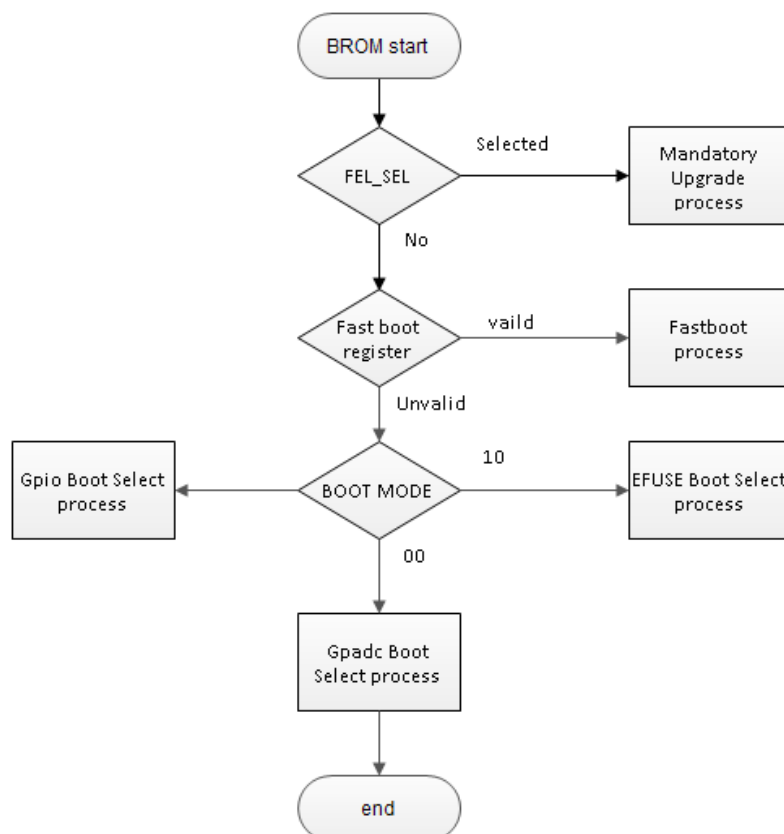 BROM start
FEL_SEL
Selected
Mandatory
Upgrade
process
No
Fast boot
register
vaild
Fastboot
process
Unvalid
Gpio Boot Select
process
BOOT MODE
10
EFUSE Boot Select
process
00
Gpadc Boot
Select process
end